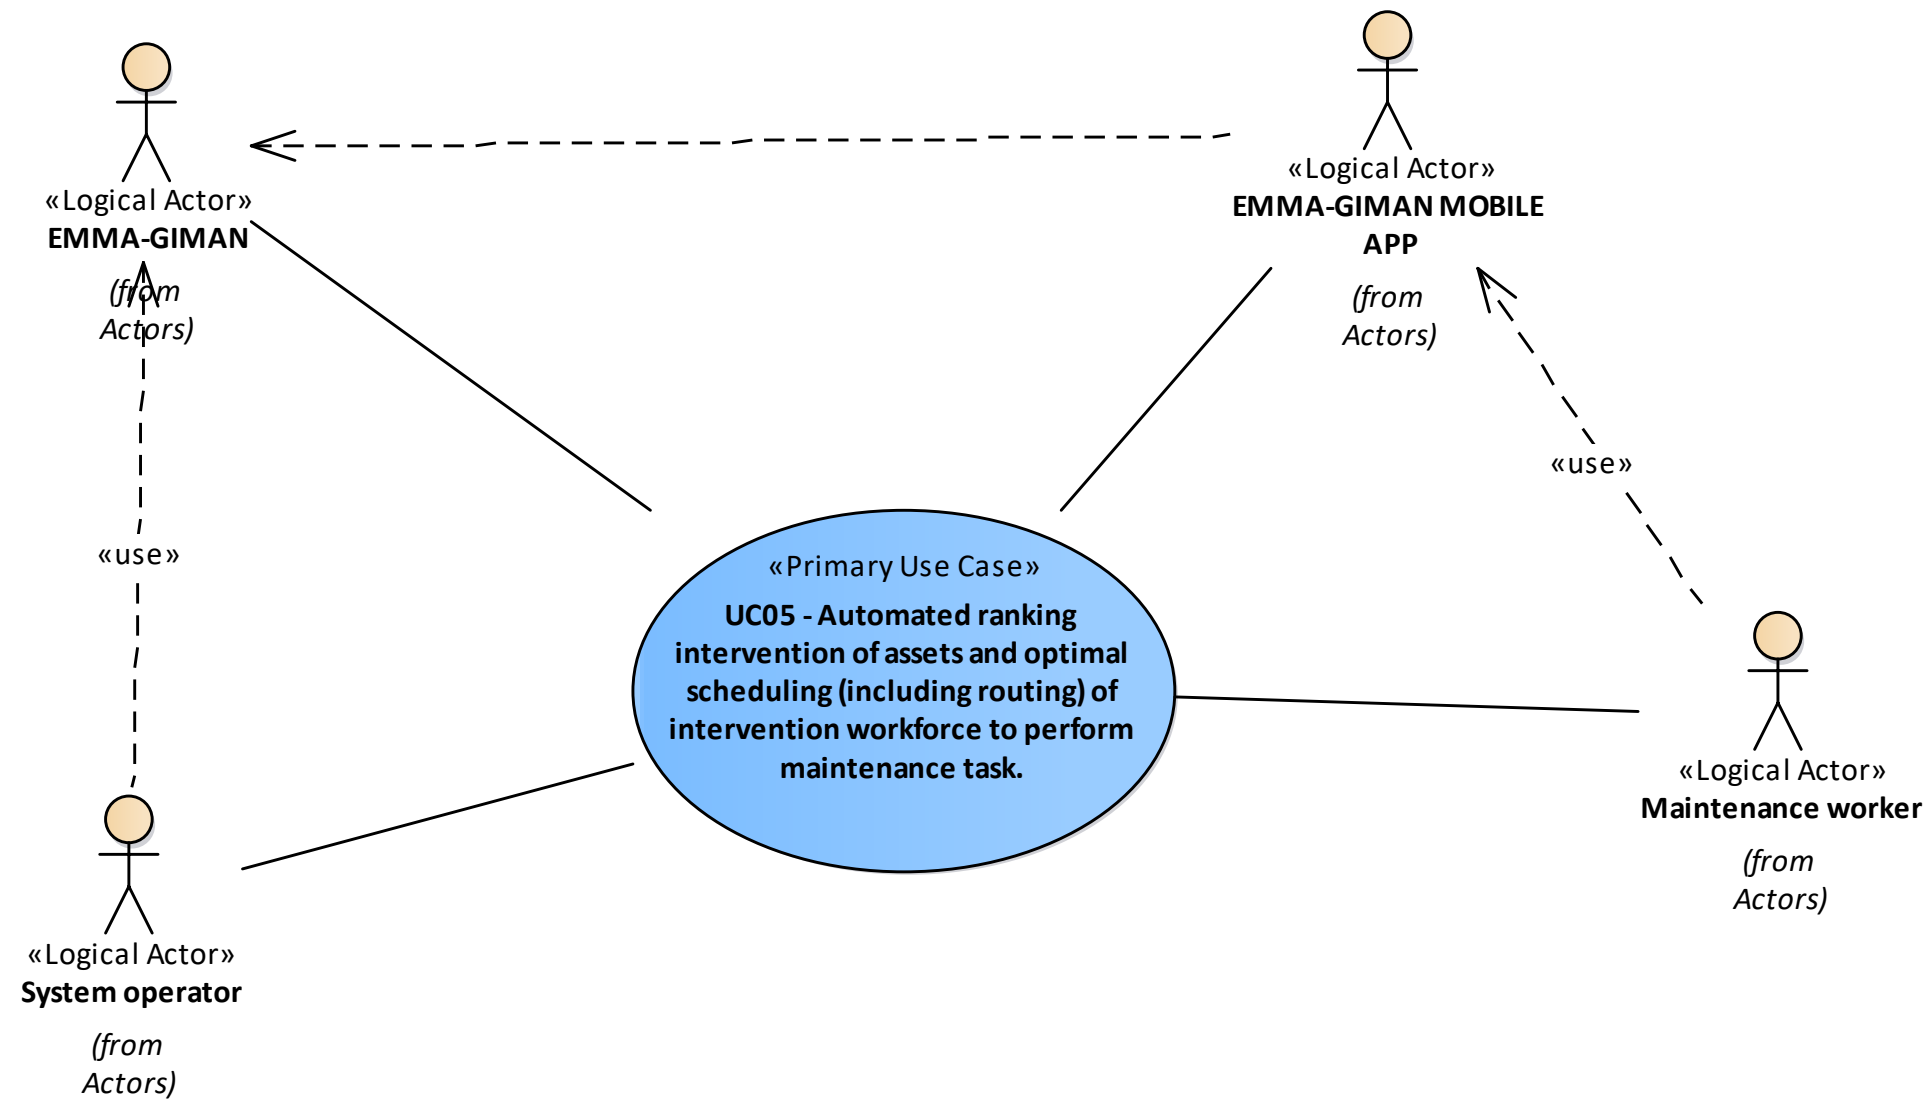 «Logical Actor»
EMMA-GIMAN
(from
Actors)
«Logical Actor»
EMMA-GIMAN MOBILE
APP
(from
Actors)
«use»
«use»
«Primary Use Case»
UC05 - Automated ranking
intervention of assets and optimal
scheduling (including routing) of
intervention workforce to perform
maintenance task.
«Logical Actor»
Maintenance worker
(from
Actors)
«Logical Actor»
System operator
(from
Actors)